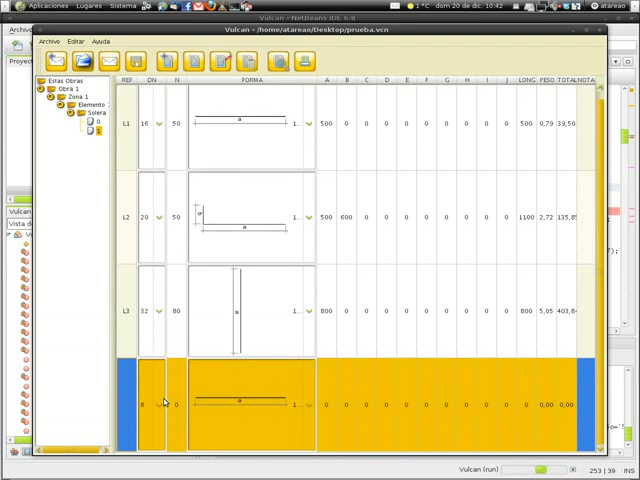 Aplicaciones Lugares Sistema 1 °C dom 20 de dic, 10:42 atareao
Vulcan - NetBeans IDE 6.8
Vulcan - /home/atareao/Desktop/prueba.vcn
Archivo Editar Ayuda
Estas Obras
Obra 1
Zona 1
Elemento
Solera
0
1
REF DN N FORMA A B C D E F G H I J LONG PESO TOTAL NOTA
L1 16 50 a 1... 500 0 0 0 0 0 0 0 0 0 500 0,79 39,50
L2 20 50 a 1... 500 600 0 0 0 0 0 0 0 0 1100 2,72 135,8
L3 32 80 a 1... 800 0 0 0 0 0 0 0 0 0 800 5,05 403,8
6 0 a 1... 0 0 0 0 0 0 0 0 0 0 0 0,00 0,00
Vulcan (run) 253 | 39 INS